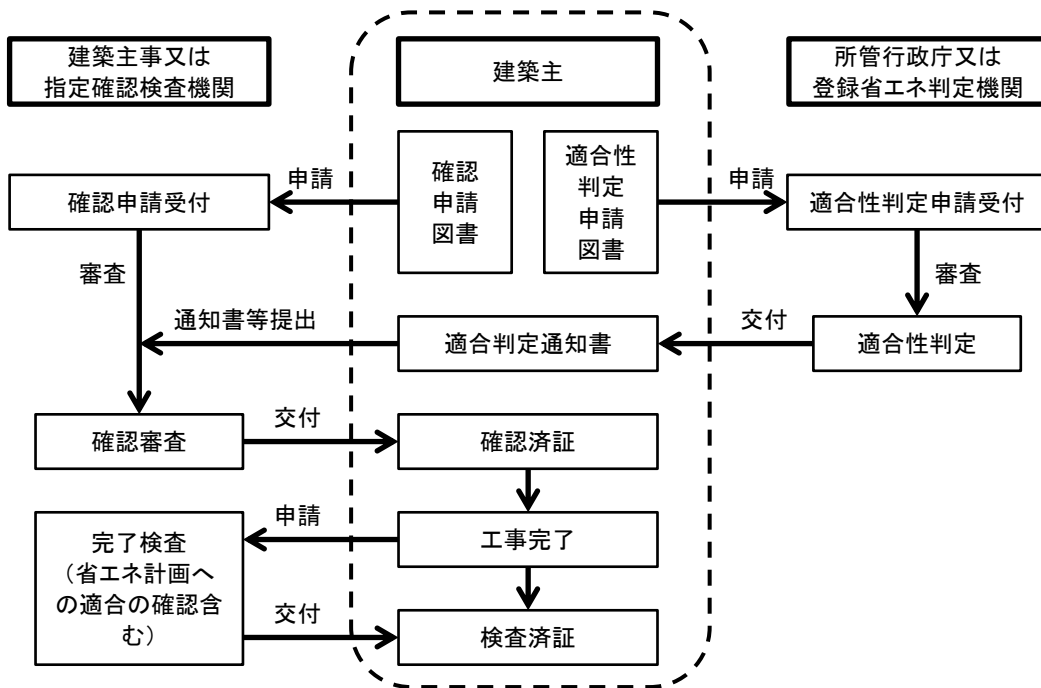 建築主事又は
指定確認検査機関
建築主
所管行政庁又は
登録省エネ判定機関
確認申請受付
申請
確認
申請
図書
適合性
判定
申請
図書
申請
適合性判定申請受付
審査
審査
通知書等提出
適合判定通知書
交付
適合性判定
確認審査
交付
確認済証
完了検査
（省エネ計画へ
の適合の確認含
む）
申請
工事完了
交付
検査済証